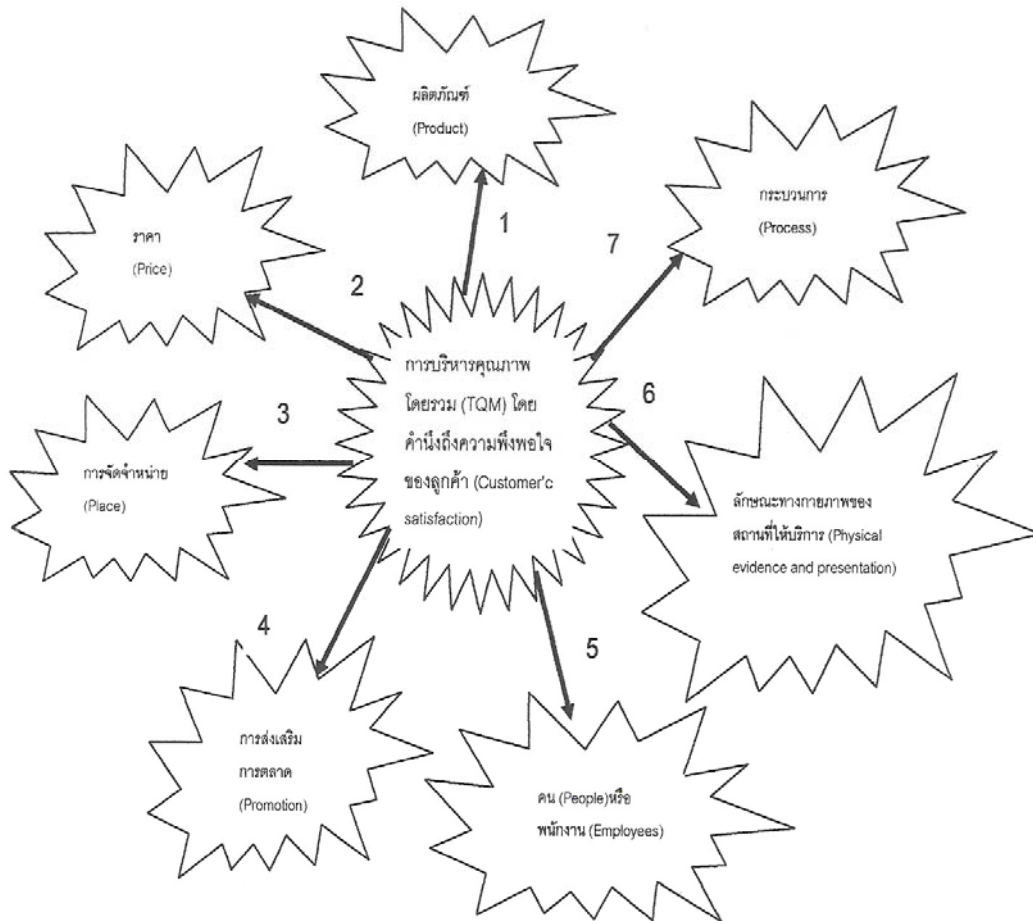 ผลิตภัณฑ์
(Product)
1
ราคา
(Price)
2
การจัดจำหน่าย
(Place)
3
การส่งเสริม
การตลาด
(Promotion)
4
คน (People)หรือ
พนักงาน (Employees)
5
ลักษณะทางกายภาพของ
สถานที่ให้บริการ (Physical
evidence and presentation)
6
กระบวนการ
(Process)
7
การบริหารคุณภาพ
โดยรวม (TQM) โดย
คำนึงถึงความพึงพอใจ
ของลูกค้า (Customer'c
satisfaction)